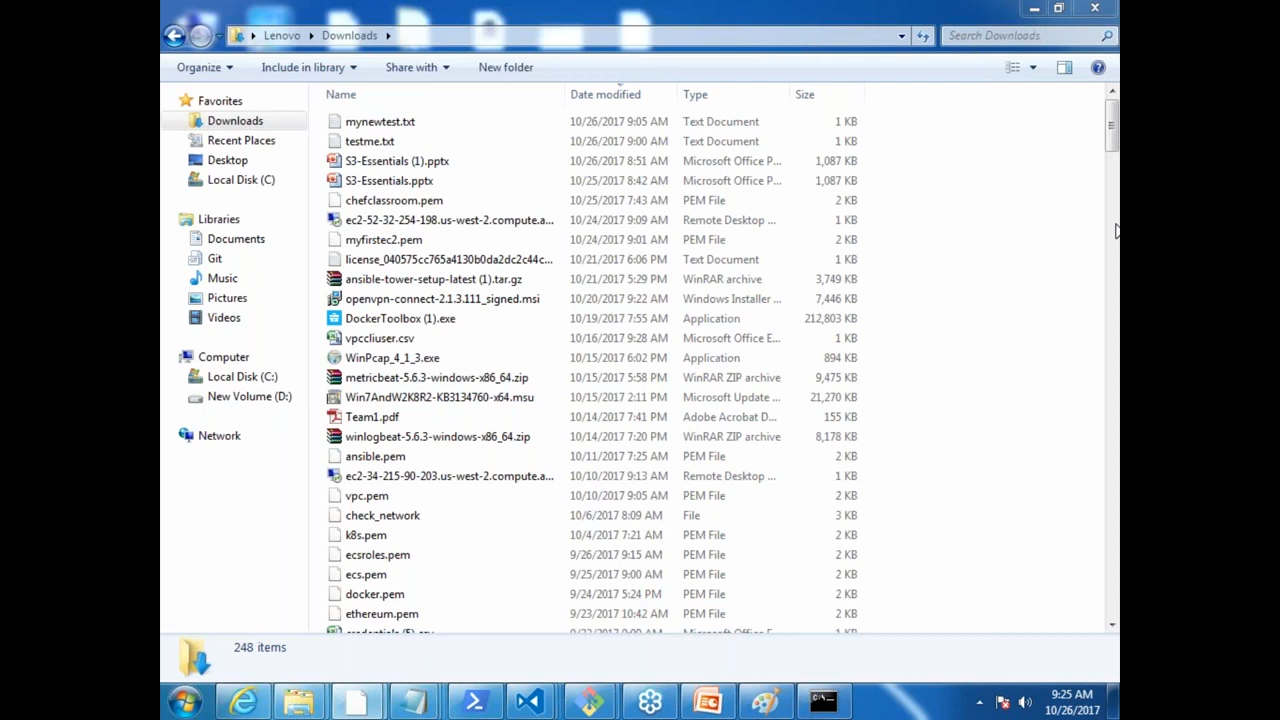 Lenovo Downloads
Search Downloads
Organize Include in library Share with New folder
Favorites
Downloads
Recent Places
Desktop
Local Disk (C)
Libraries
Documents
Git
Music
Pictures
Videos
Computer
Local Disk (C:)
New Volume (D:)
Network
Name Date modified Type Size
mynewtest.txt 10/26/2017 9:05 AM Text Document 1 KB
testme.txt 10/26/2017 9:00 AM Text Document 1 KB
S3-Essentials (1).pptx 10/26/2017 8:51 AM Microsoft Office P... 1,087 KB
S3-Essentials.pptx 10/25/2017 8:42 AM Microsoft Office P... 1,087 KB
chefclassroom.pem 10/25/2017 7:43 AM PEM File 2 KB
ec2-52-32-254-198.us-west-2.compute.a... 10/24/2017 9:09 AM Remote Desktop ... 1 KB
myfirstec2.pem 10/24/2017 9:01 AM PEM File 2 KB
license_040575cc765a4130b0da2dc2c44c... 10/21/2017 6:06 PM Text Document 1 KB
ansible-tower-setup-latest (1).tar.gz 10/21/2017 5:29 PM WinRAR archive 3,749 KB
openvpn-connect-2.1.3.111_signed.msi 10/20/2017 9:22 AM Windows Installer ... 7,446 KB
DockerToolbox (1).exe 10/19/2017 7:55 AM Application 212,803 KB
vpccliuser.csv 10/16/2017 9:28 AM Microsoft Office E... 1 KB
WinPcap_4_1_3.exe 10/15/2017 6:02 PM Application 894 KB
metricbeat-5.6.3-windows-x86_64.zip 10/15/2017 5:58 PM WinRAR ZIP archive 9,475 KB
Win7AndW2K8R2-KB3134760-x64.msu 10/15/2017 2:11 PM Microsoft Update ... 21,270 KB
Team1.pdf 10/14/2017 7:41 PM Adobe Acrobat D... 155 KB
winlogbeat-5.6.3-windows-x86_64.zip 10/14/2017 7:20 PM WinRAR ZIP archive 8,178 KB
ansible.pem 10/11/2017 7:25 AM PEM File 2 KB
ec2-34-215-90-203.us-west-2.compute.a... 10/10/2017 9:13 AM Remote Desktop ... 1 KB
vpc.pem 10/10/2017 9:05 AM PEM File 2 KB
check_network 10/6/2017 8:09 AM File 3 KB
k8s.pem 10/4/2017 7:21 AM PEM File 2 KB
ecsroles.pem 9/26/2017 9:15 AM PEM File 2 KB
ecs.pem 9/25/2017 9:00 AM PEM File 2 KB
docker.pem 9/24/2017 5:24 PM PEM File 2 KB
ethereum.pem 9/23/2017 10:42 AM PEM File 2 KB
248 items
9:25 AM
10/26/2017